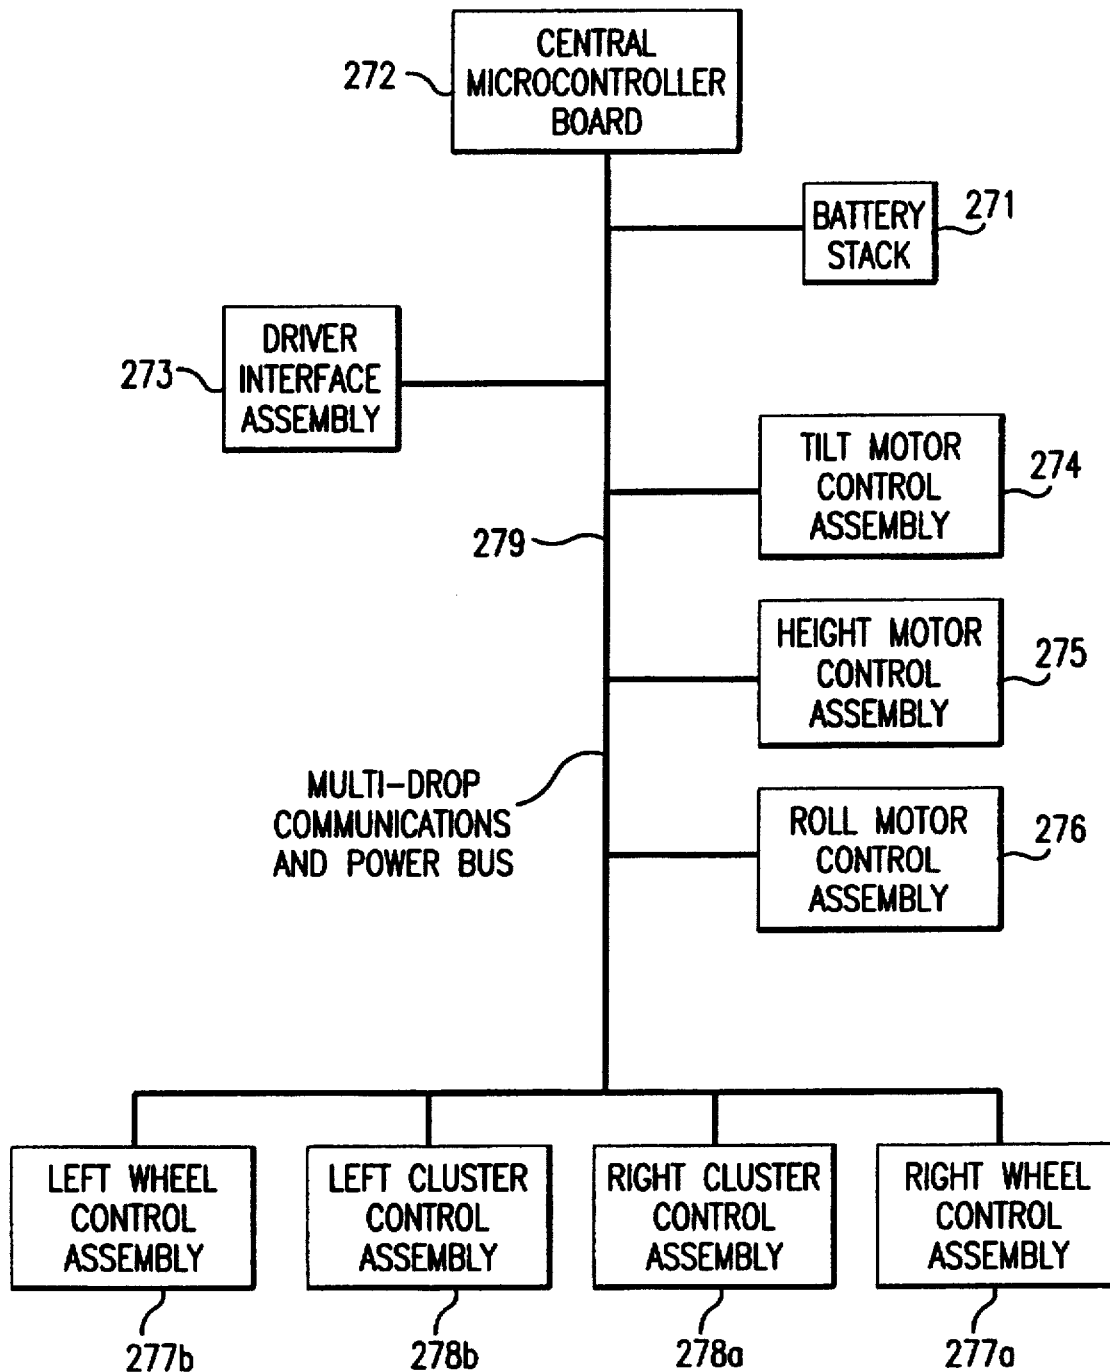 CENTRAL
MICROCONTROLLER
BOARD
272
BATTERY
STACK
271
DRIVER
INTERFACE
ASSEMBLY
273
TILT MOTOR
CONTROL
ASSEMBLY
274
279
HEIGHT MOTOR
CONTROL
ASSEMBLY
275
MULTI-DROP
COMMUNICATIONS
AND POWER BUS
ROLL MOTOR
CONTROL
ASSEMBLY
276
LEFT WHEEL
CONTROL
ASSEMBLY
277b
LEFT CLUSTER
CONTROL
ASSEMBLY
278b
RIGHT CLUSTER
CONTROL
ASSEMBLY
278a
RIGHT WHEEL
CONTROL
ASSEMBLY
277a